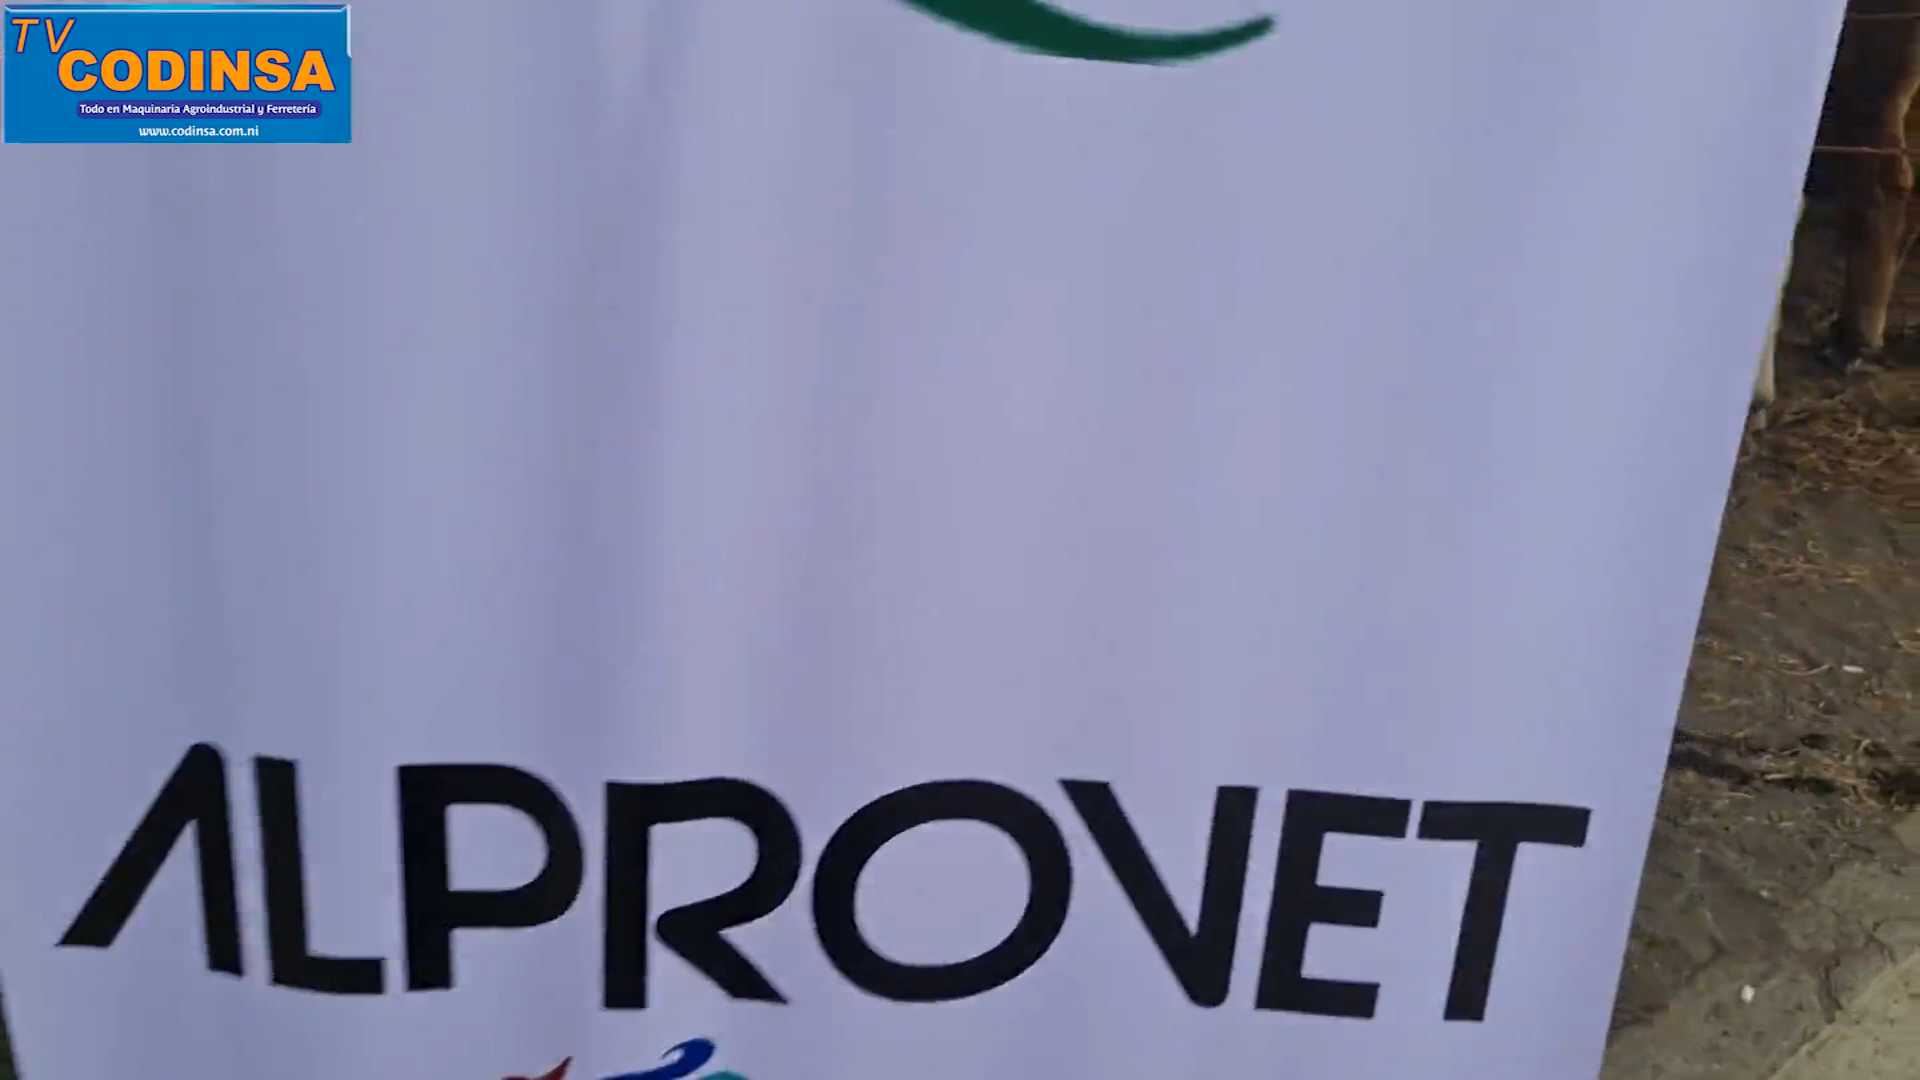 TV
CODINSA
Todo en Maquinaria Agroindustrial y Ferretería
www.codinsa.com.ni
ALPROVET